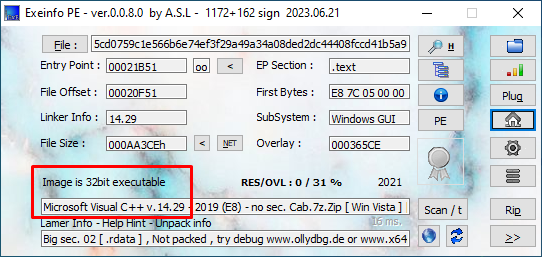 Exeinfo PE - ver.0.0.8.0 by A.S.L - 1172+162 sign 2023.06.21
File : 5cd0759c1e566b6e74ef3f29a49a34a08ded2dc44408fccd41b5a9 H
Entry Point : 00021B51 oo < EP Section : .text
File Offset : 00020F51 First Bytes : E8 7C 05 00 00 Plug
Linker Info : 14.29 SubSystem : Windows GUI PE
File Size : 000AA3CEh < NET Overlay : 000365CE
Image is 32bit executable RES/OVL : 0 / 31 % 2021
Microsoft Visual C++ v.14.29 - 2019 (E8) - no sec. Cab.7z.Zip [ Win Vista ] Scan / t Rip
Lamer Info - Help Hint - Unpack info 16 ms.
Big sec. 02 [ .rdata ] , Not packed , try debug www.ollydbg.de or www.x64 >>